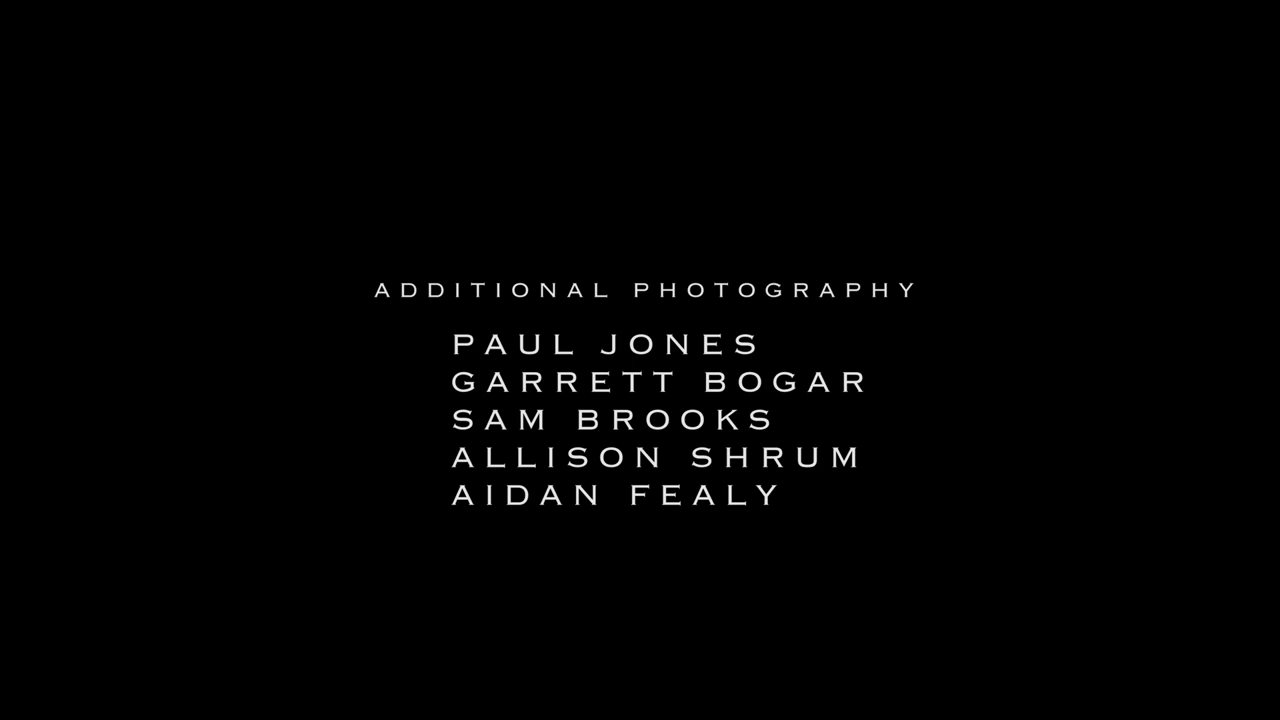 ADDITIONAL PHOTOGRAPHY
PAUL JONES
GARRETT BOGAR
SAM BROOKS
ALLISON SHRUM
AIDAN FEALY